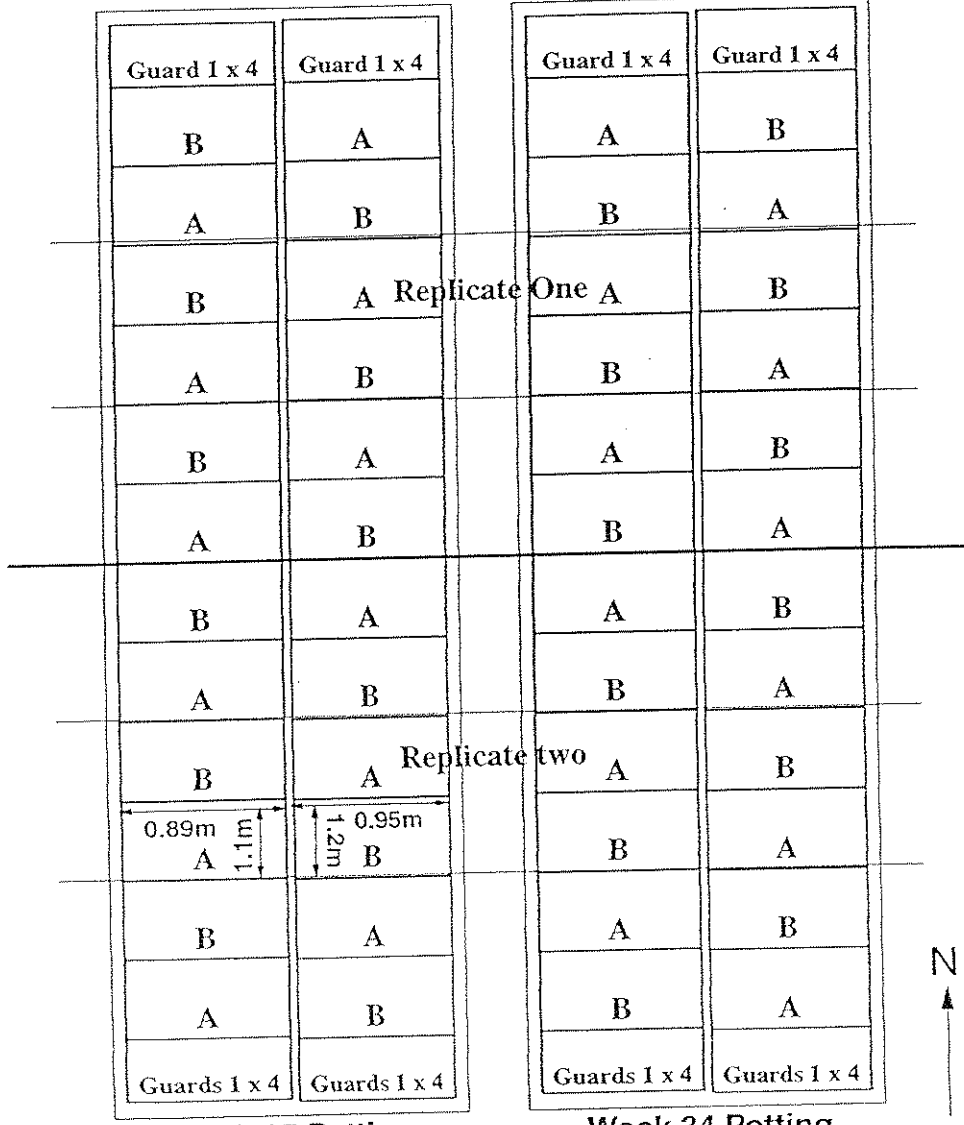 Guard 1 x 4 Guard 1 x 4 Guard 1 x 4 Guard 1 x 4
B A A B
A B B A
B A Replicate One A B
A B B A
B A A B
A B B A
B A A B
A B B A
B A Replicate two A B
0.89m 1.1m 1.2m 0.95m
A B B A
B A A B
A B B A
Guards 1 x 4 Guards 1 x 4 Guards 1 x 4 Guards 1 x 4
N
Week 24 Potting